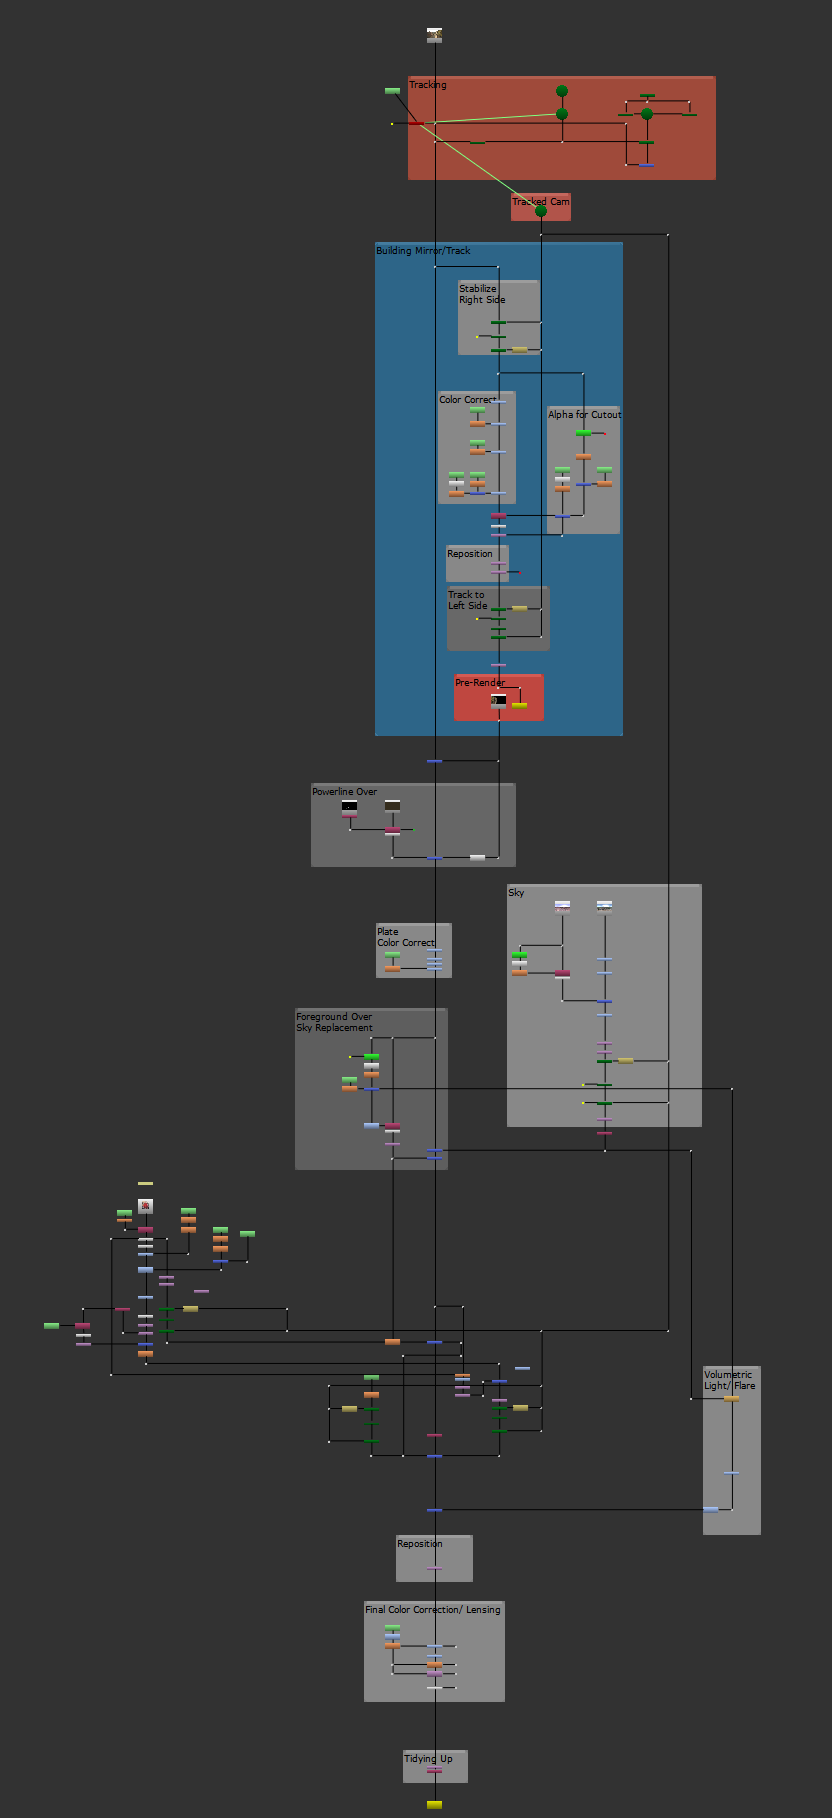 Tracking
Tracked Cam
Building Mirror/Track
Stabilize
Right Side
Color Correct
Alpha for Cutout
Reposition
Track to
Left Side
Pre-Render
Powerline Over
Sky
Plate
Color Correct
Foreground Over
Sky Replacement
Volumetric
Light/ Flare
Reposition
Final Color Correction/ Lensing
Tidying Up